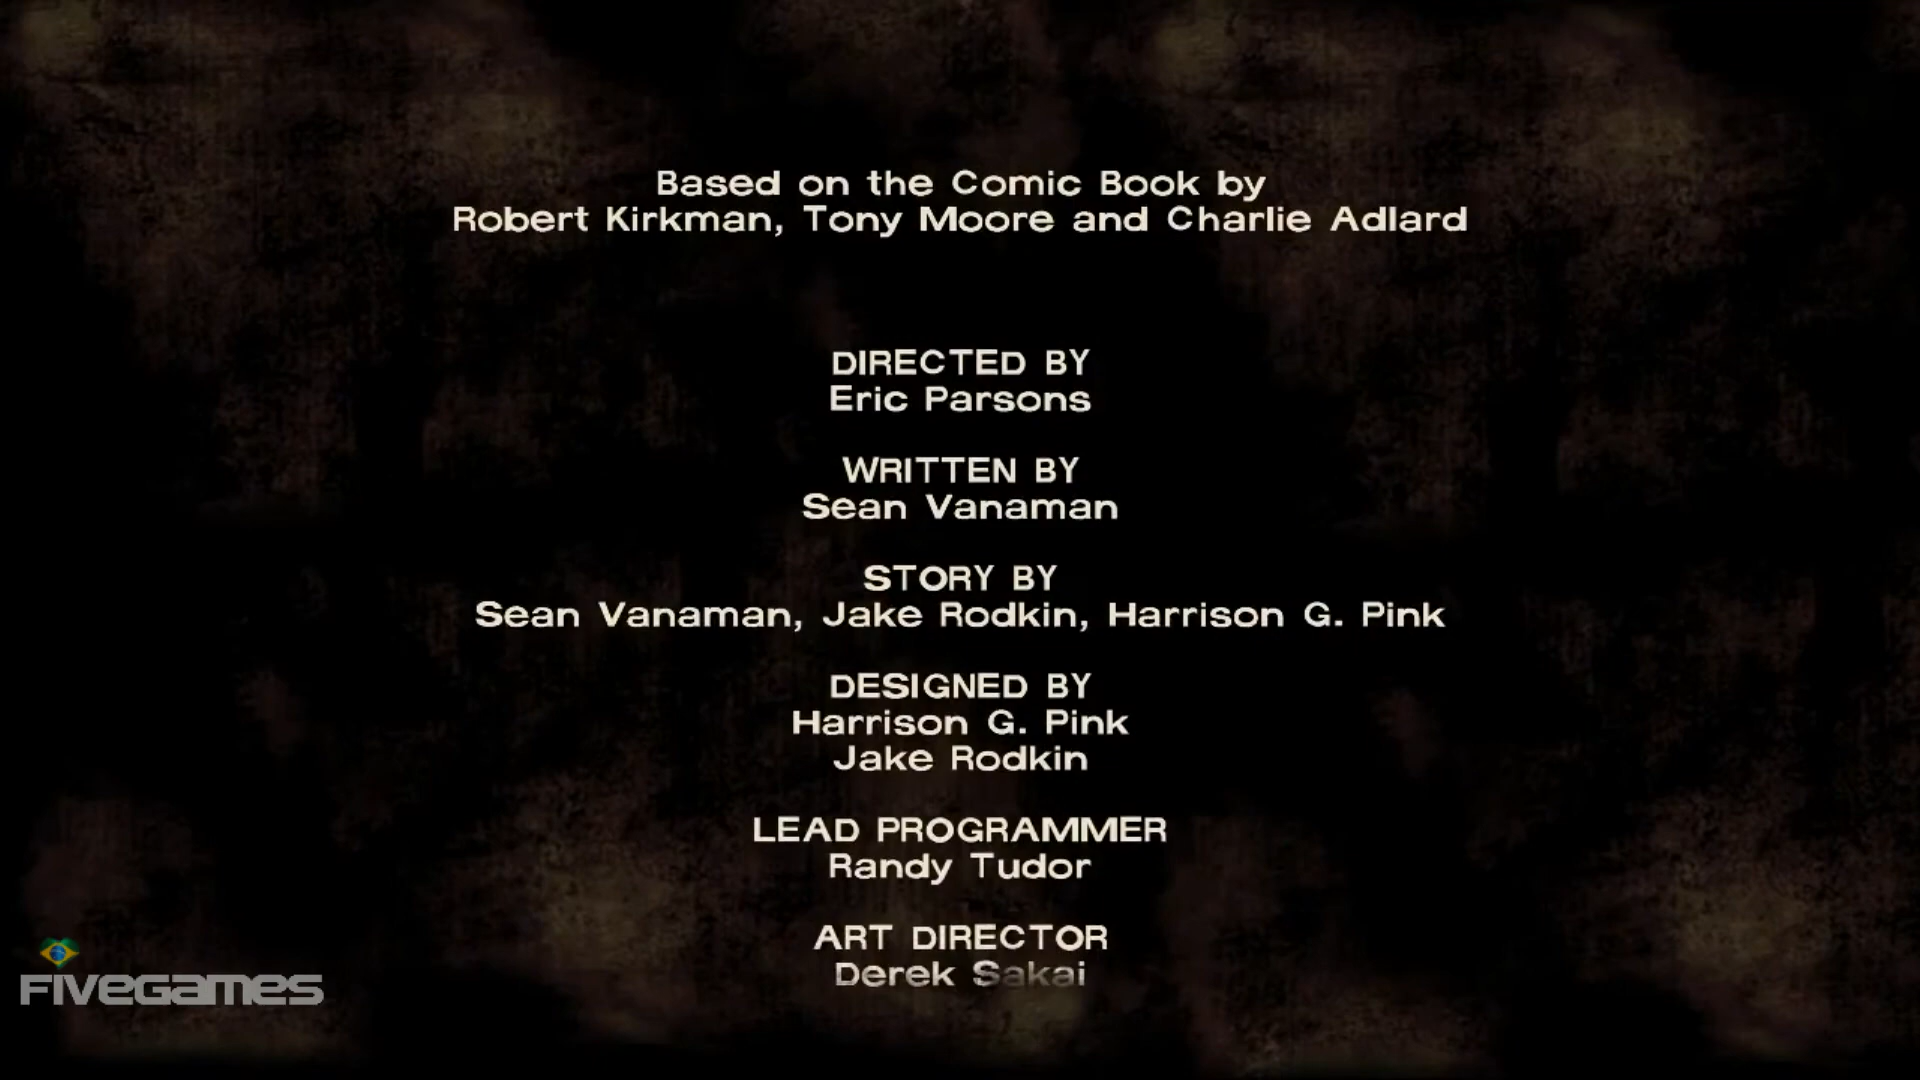 Based on the Comic Book by
Robert Kirkman, Tony Moore and Charlie Adlard
DIRECTED BY
Eric Parsons
WRITTEN BY
Sean Vanaman
STORY BY
Sean Vanaman, Jake Rodkin, Harrison G. Pink
DESIGNED BY
Harrison G. Pink
Jake Rodkin
LEAD PROGRAMMER
Randy Tudor
ART DIRECTOR
Derek Sakai
FIVEGAMES